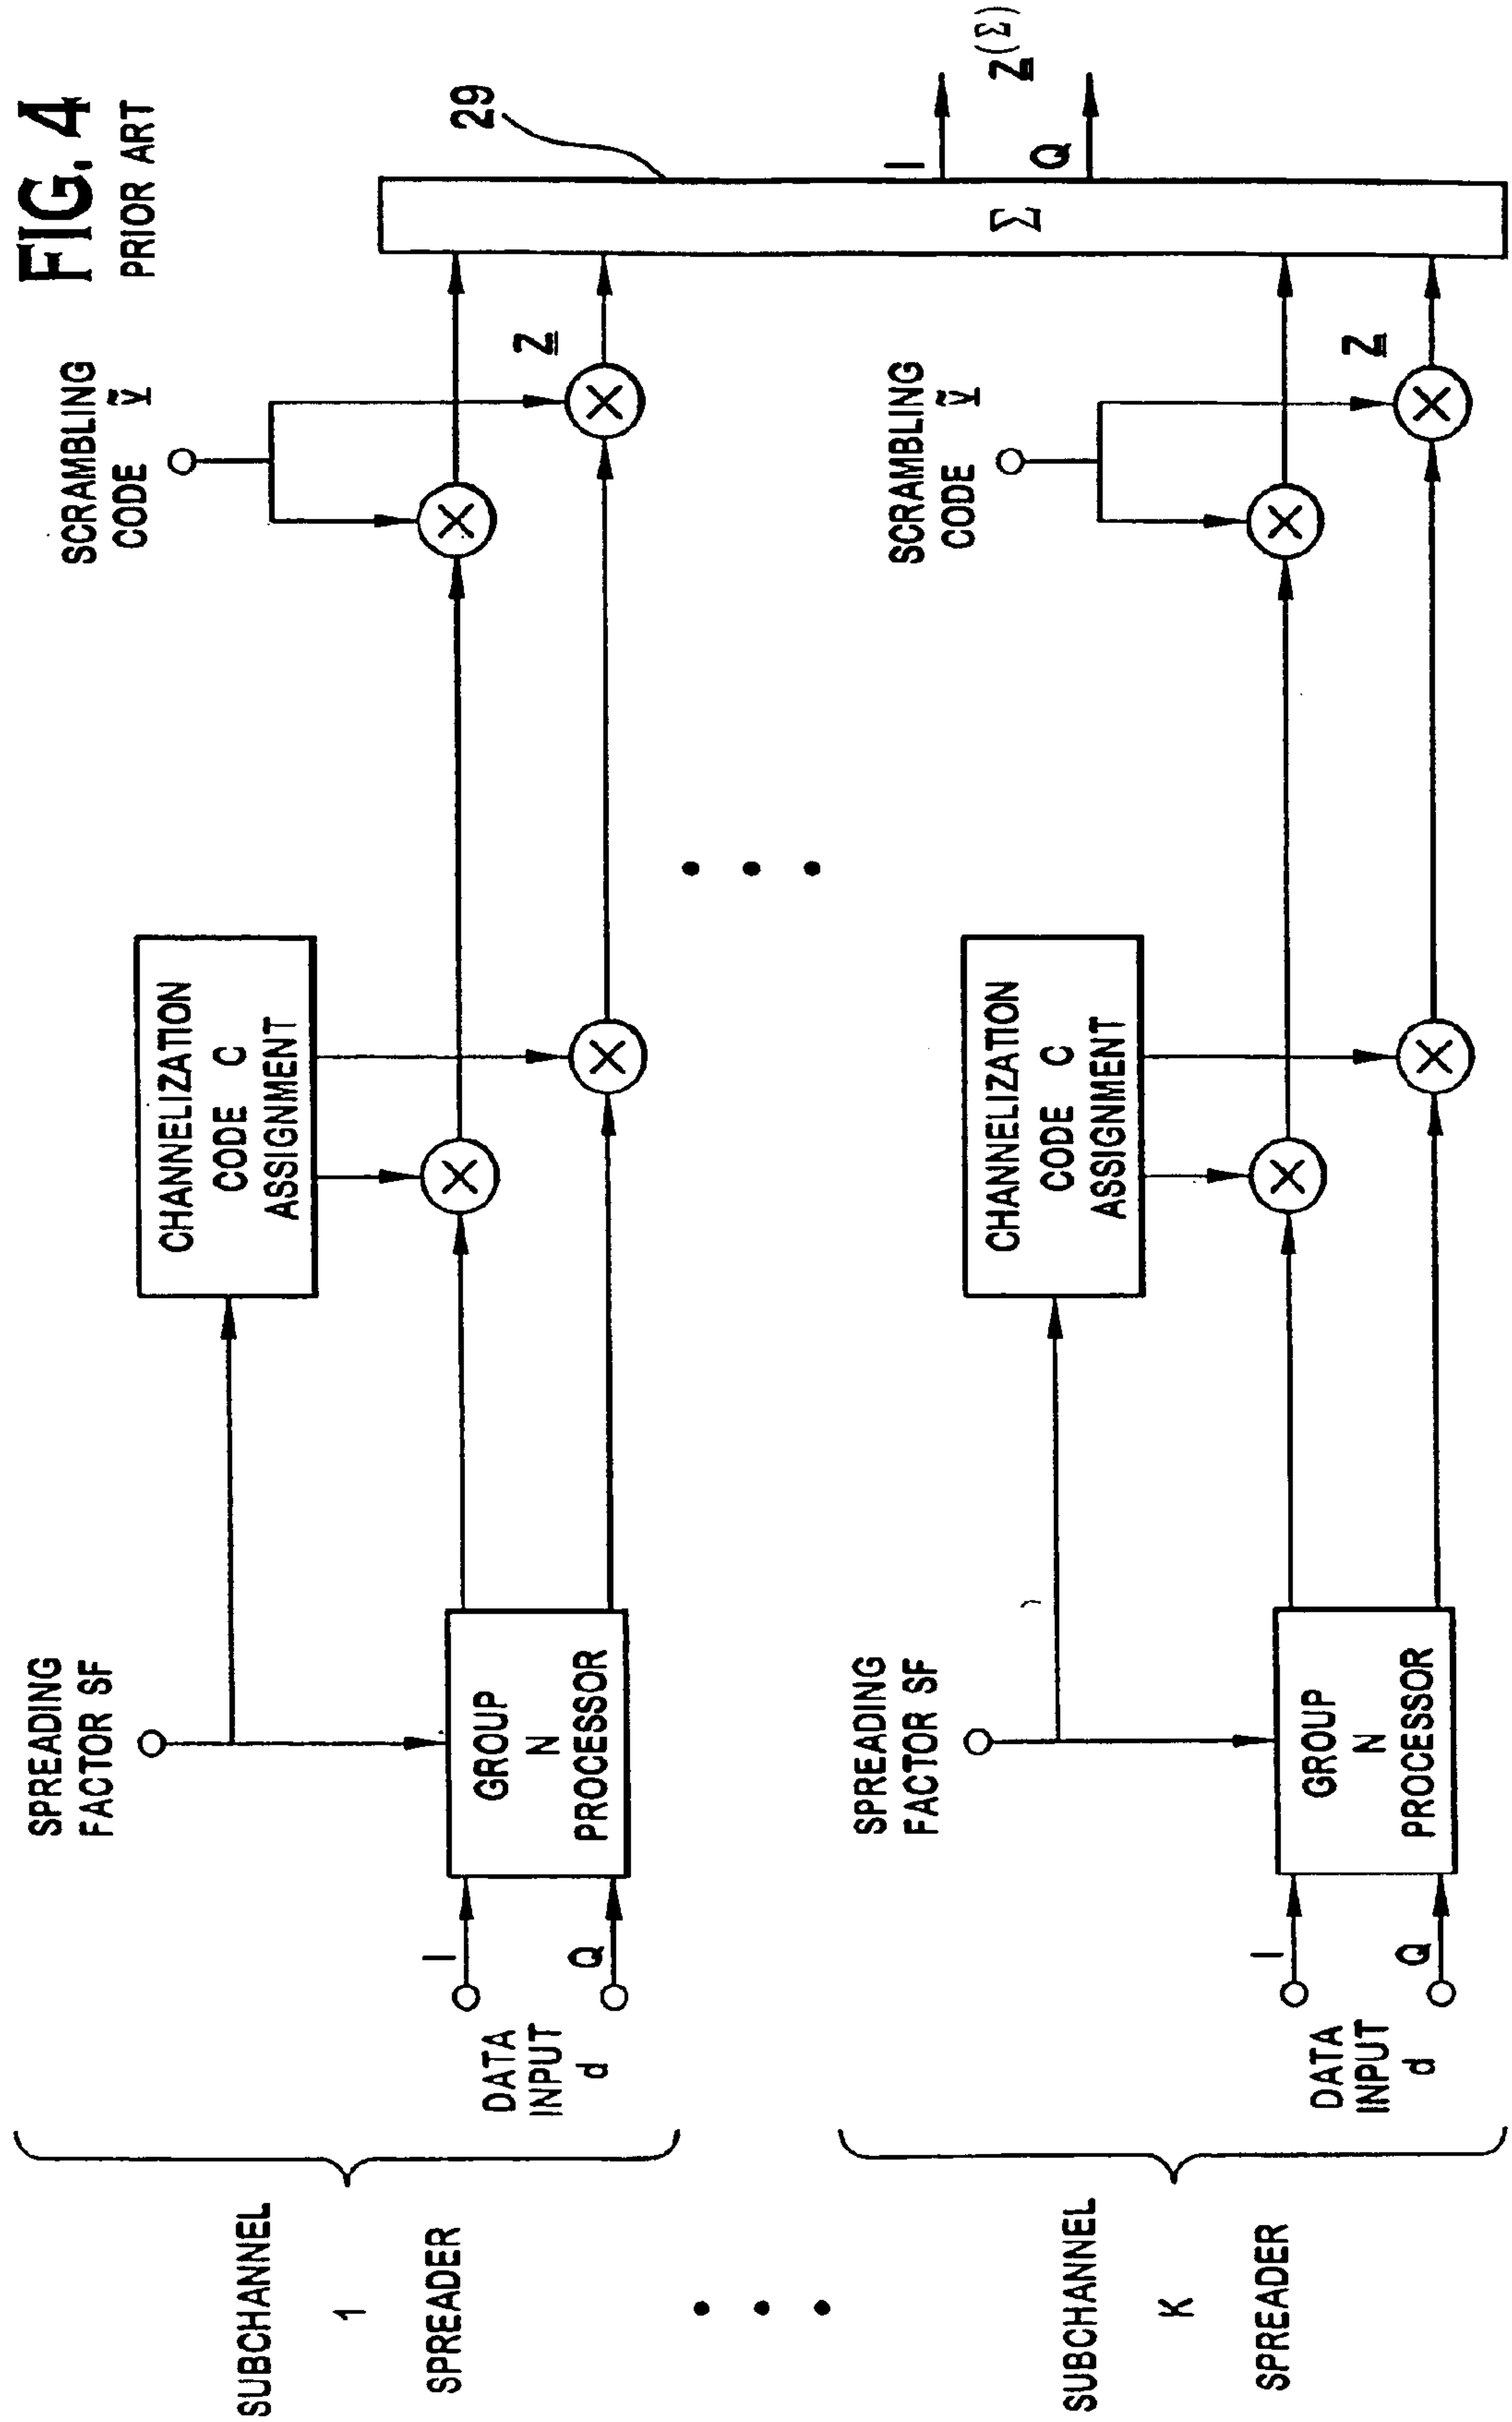 FIG. 4
PRIOR ART
SUBCHANNEL
1
SPREADER
DATA
INPUT
d
I
Q
SPREADING
FACTOR SF
GROUP
N
PROCESSOR
CHANNELIZATION
CODE C
ASSIGNMENT
×
×
SCRAMBLING
CODE ṽ
×
×
Z
29
Σ
I
Q
Z(Σ)
• • •
• • •
SUBCHANNEL
K
SPREADER
DATA
INPUT
d
I
Q
SPREADING
FACTOR SF
GROUP
N
PROCESSOR
CHANNELIZATION
CODE C
ASSIGNMENT
×
×
SCRAMBLING
CODE ṽ
×
×
Z